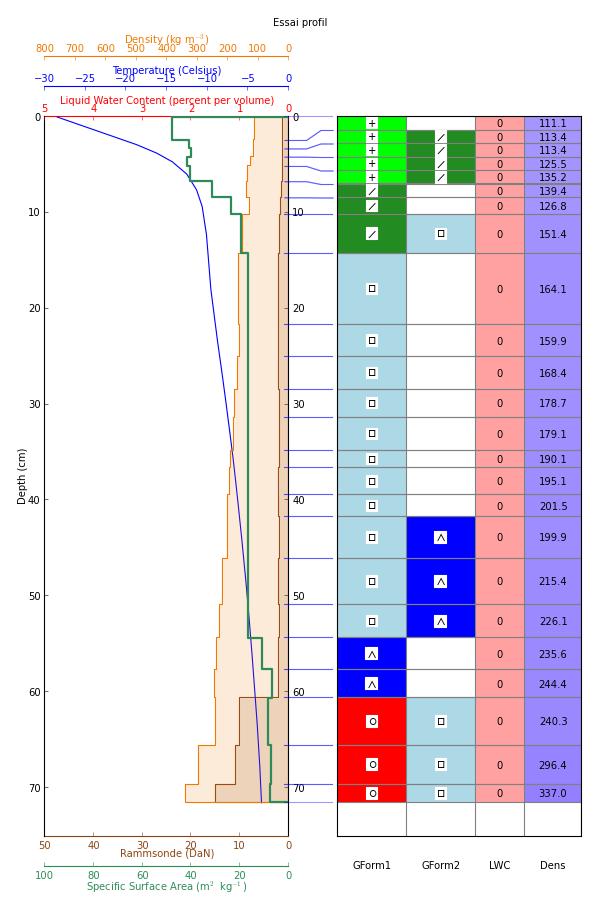 Essai profil
Density (kg m⁻³)
800 700 600 500 400 300 200 100 0
Temperature (Celsius)
−30 −25 −20 −15 −10 −5 0
Liquid Water Content (percent per volume)
5 4 3 2 1 0
0 0
10 10
20 20
30 30
40 40
50 50
60 60
70 70
Depth (cm)
50 40 30 20 10 0
Rammsonde (DaN)
100 80 60 40 20 0
Specific Surface Area (m² kg⁻¹)
0 111.1
0 113.4
0 113.4
0 125.5
0 135.2
0 139.4
0 126.8
0 151.4
0 164.1
0 159.9
0 168.4
0 178.7
0 179.1
0 190.1
0 195.1
0 201.5
0 199.9
0 215.4
0 226.1
0 235.6
0 244.4
0 240.3
0 296.4
0 337.0
GForm1 GForm2 LWC Dens